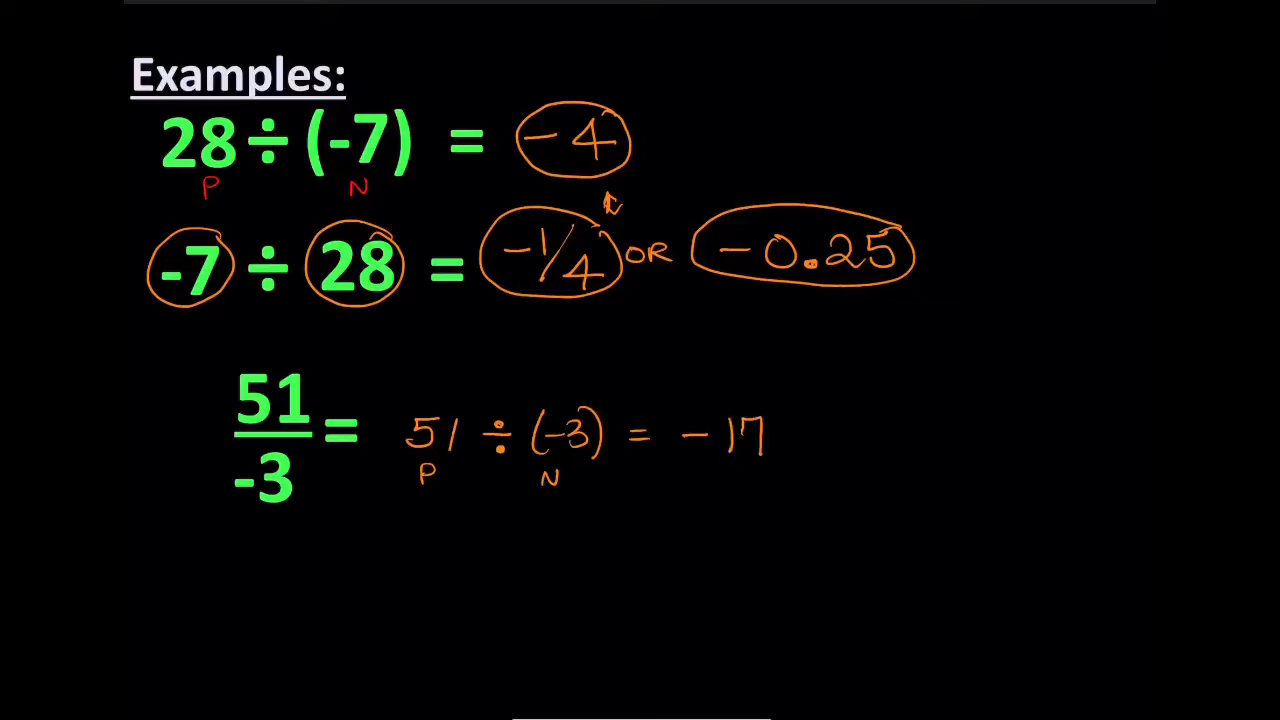 Examples:
28 ÷ (-7) = -4
P N
-7 ÷ 28 = -1/4 OR -0.25
51
-3
= 51 ÷ (-3) = -17
P N